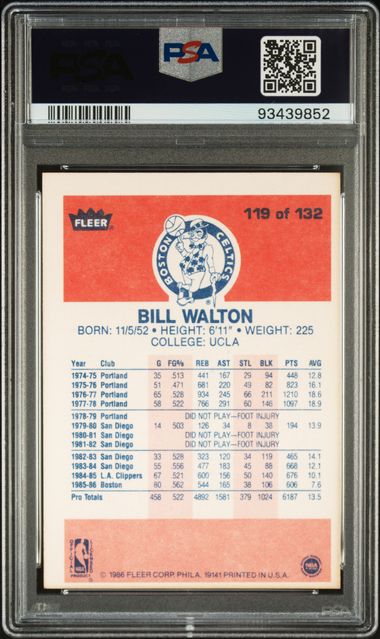 PSA
PSA
93439852
FLEER
119 of 132
BOSTON CELTICS
BILL WALTON
BORN: 11/5/52 • HEIGHT: 6'11" • WEIGHT: 225
COLLEGE: UCLA
Year Club G FG% REB AST STL BLK PTS AVG
1974-75 Portland 35 .513 441 167 29 94 448 12.8
1975-76 Portland 51 .471 681 220 49 82 823 16.1
1976-77 Portland 65 .528 934 245 66 211 1210 18.6
1977-78 Portland 58 .522 766 291 60 146 1097 18.9
1978-79 Portland DID NOT PLAY—FOOT INJURY
1979-80 San Diego 14 .503 126 34 8 38 194 13.9
1980-81 San Diego DID NOT PLAY—FOOT INJURY
1981-82 San Diego DID NOT PLAY—FOOT INJURY
1982-83 San Diego 33 .528 323 120 34 119 465 14.1
1983-84 San Diego 55 .556 477 183 45 88 668 12.1
1984-85 L.A. Clippers 67 .521 600 156 50 140 676 10.1
1985-86 Boston 80 .562 544 165 38 106 606 7.6
Pro Totals 458 .522 4892 1581 379 1024 6187 13.5
NBA
PRODUCT
NBA
© 1986 FLEER CORP. PHILA. 19141 PRINTED IN U.S.A.